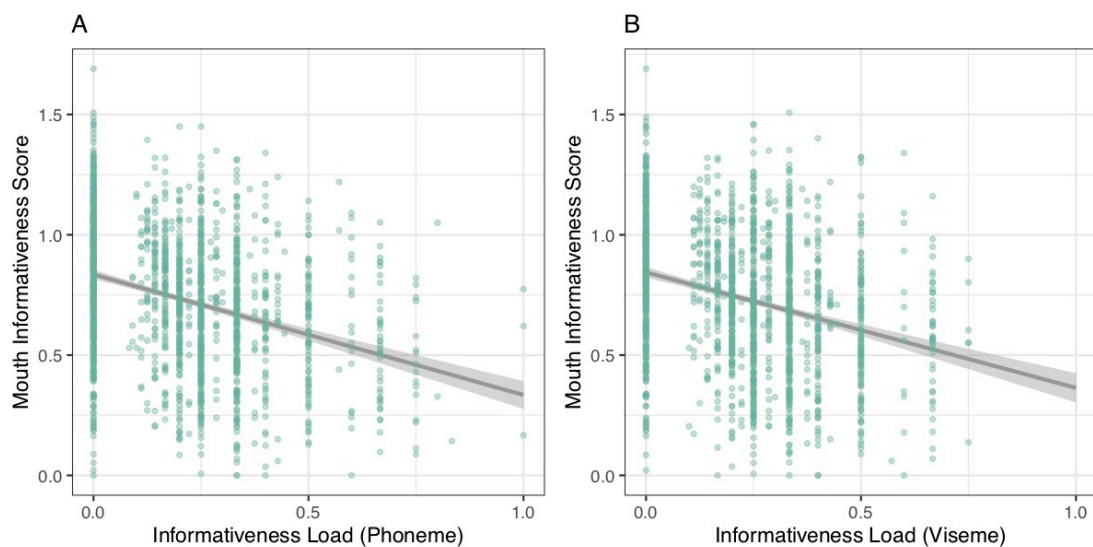 A
Mouth Informativeness Score
1.5
1.0
0.5
0.0
0.0 0.5 1.0
Informativeness Load (Phoneme)
B
Mouth Informativeness Score
1.5
1.0
0.5
0.0
0.0 0.5 1.0
Informativeness Load (Viseme)